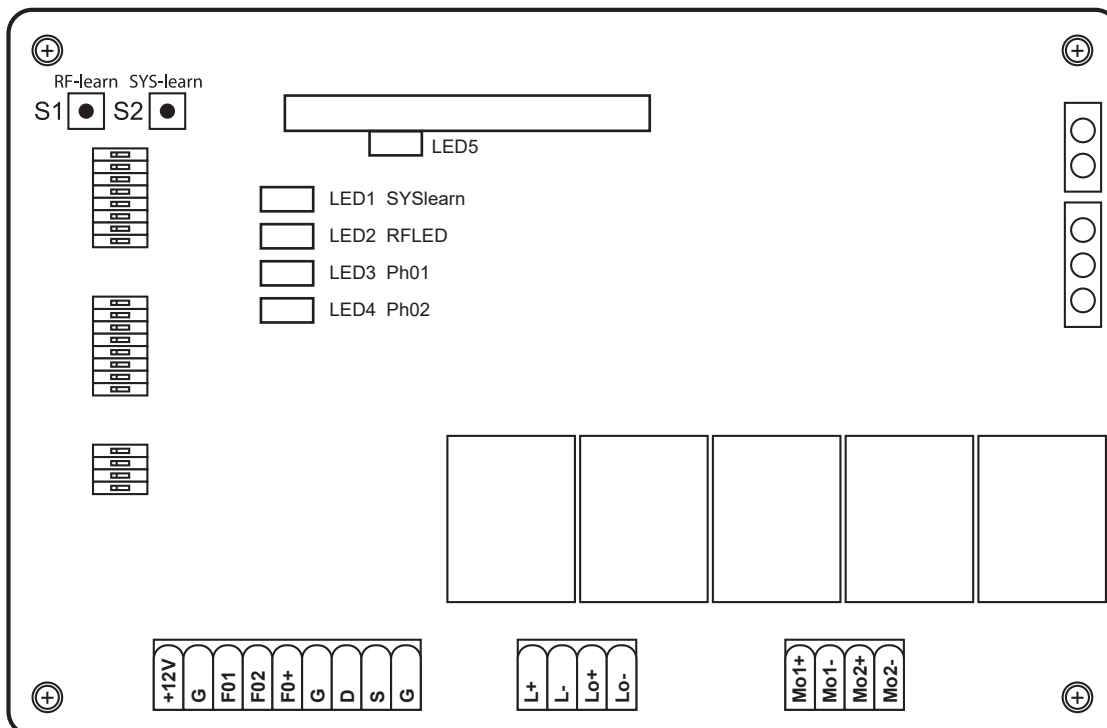 RF-learn SYS-learn
S1 S2
LED5
LED1 SYSlearn
LED2 RFLED
LED3 Ph01
LED4 Ph02
+12V G F01 F02 F0+ G D S G
L+ L- Lo+ Lo-
Mo1+ Mo1- Mo2+ Mo2-